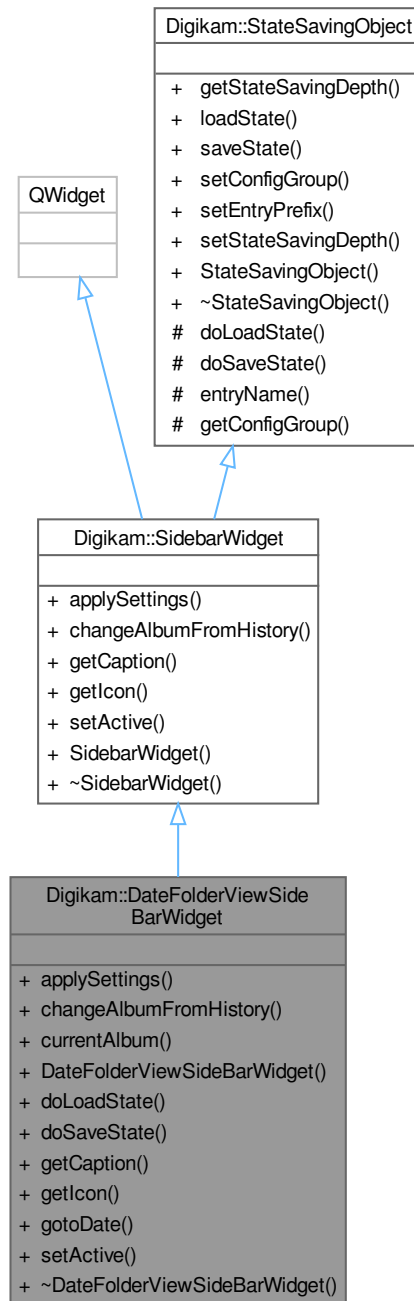 Digikam::StateSavingObject
+ getStateSavingDepth()
+ loadState()
+ saveState()
+ setConfigGroup()
+ setEntryPrefix()
+ setStateSavingDepth()
+ StateSavingObject()
+ ~StateSavingObject()
# doLoadState()
# doSaveState()
# entryName()
# getConfigGroup()
QWidget
Digikam::SidebarWidget
+ applySettings()
+ changeAlbumFromHistory()
+ getCaption()
+ getIcon()
+ setActive()
+ SidebarWidget()
+ ~SidebarWidget()
Digikam::DateFolderViewSide
BarWidget
+ applySettings()
+ changeAlbumFromHistory()
+ currentAlbum()
+ DateFolderViewSideBarWidget()
+ doLoadState()
+ doSaveState()
+ getCaption()
+ getIcon()
+ gotoDate()
+ setActive()
+ ~DateFolderViewSideBarWidget()